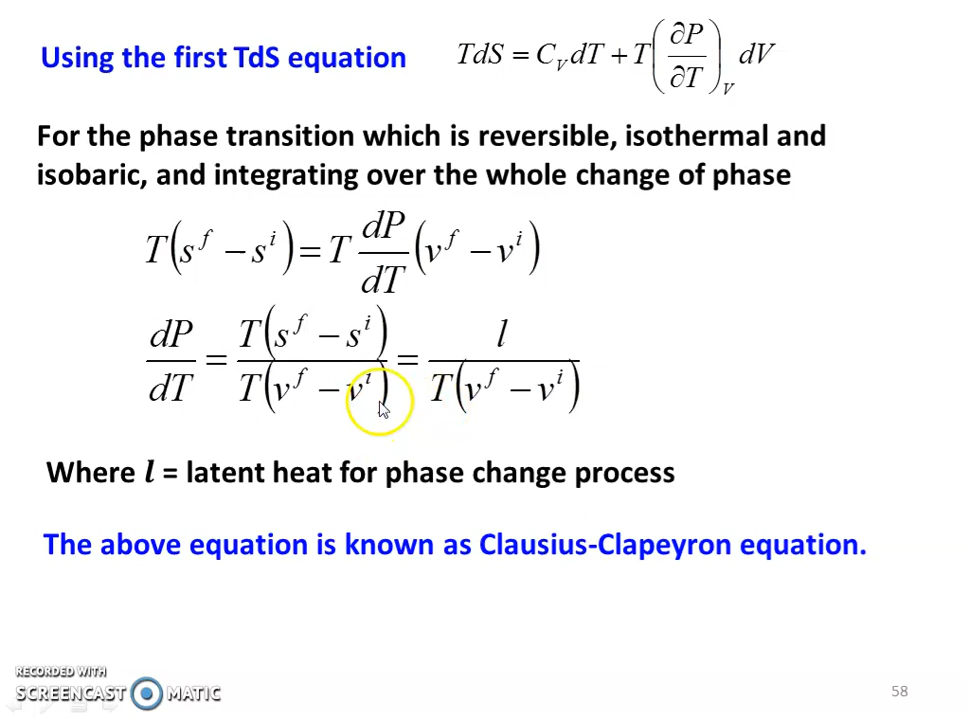 Using the first TdS equation TdS = C_V dT + T(∂P/∂T)_V dV
For the phase transition which is reversible, isothermal and
isobaric, and integrating over the whole change of phase
T(s^f − s^i) = T dP/dT (v^f − v^i)
dP/dT = T(s^f − s^i)/T(v^f − v^i) = l/T(v^f − v^i)
Where l = latent heat for phase change process
The above equation is known as Clausius-Clapeyron equation.
RECORDED WITH
SCREENCAST MATIC
58